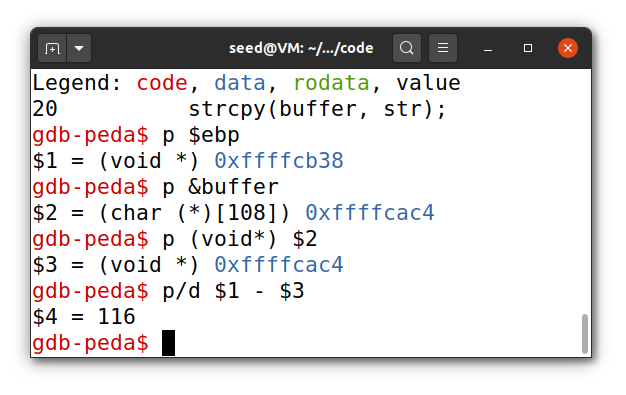 seed@VM: ~/.../code
Legend: code, data, rodata, value
20          strcpy(buffer, str);
gdb-peda$ p $ebp
$1 = (void *) 0xffffcb38
gdb-peda$ p &buffer
$2 = (char (*)[108]) 0xffffcac4
gdb-peda$ p (void*) $2
$3 = (void *) 0xffffcac4
gdb-peda$ p/d $1 - $3
$4 = 116
gdb-peda$